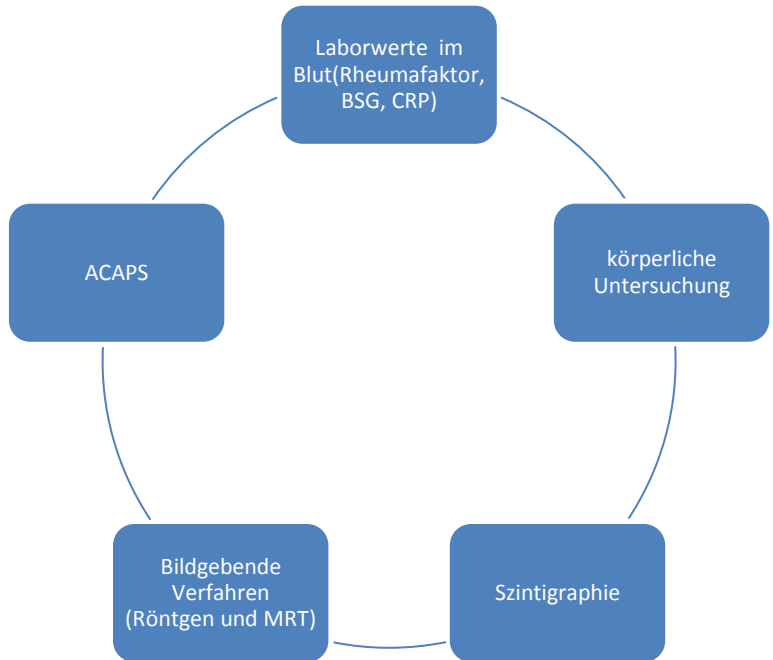 Laborwerte im
Blut(Rheumafaktor,
BSG, CRP)
körperliche
Untersuchung
Szintigraphie
Bildgebende
Verfahren
(Röntgen und MRT)
ACAPS